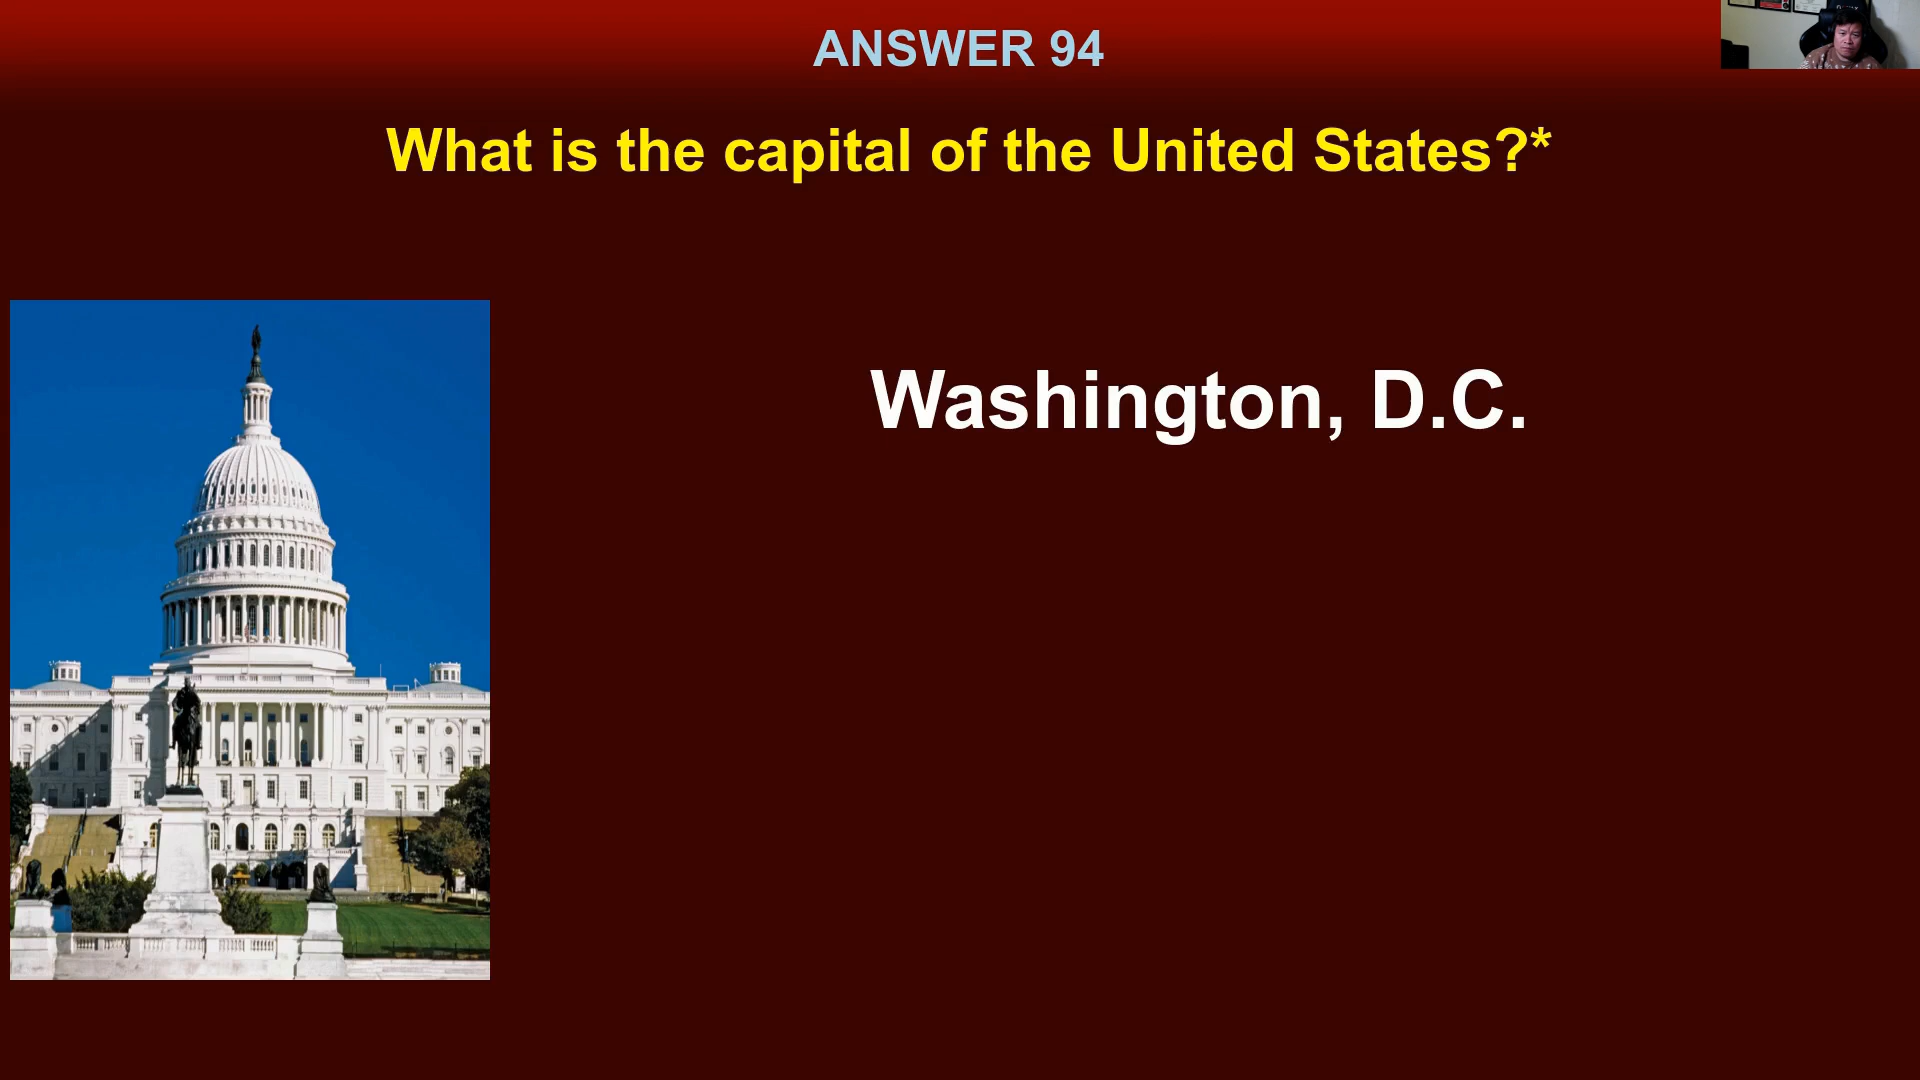 ANSWER 94
What is the capital of the United States?*
Washington, D.C.